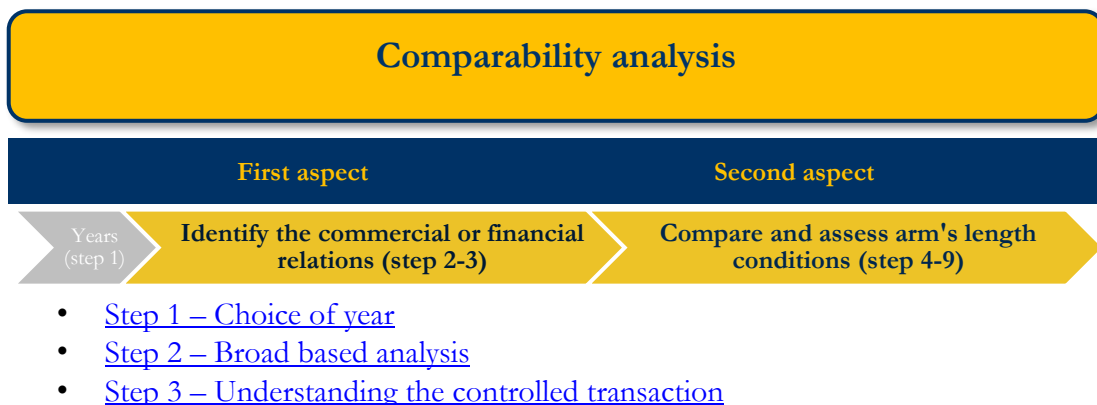 Comparability analysis
First aspect
Second aspect
Years
(step 1)
Identify the commercial or financial
relations (step 2-3)
Compare and assess arm's length
conditions (step 4-9)
• Step 1 – Choice of year
• Step 2 – Broad based analysis
• Step 3 – Understanding the controlled transaction